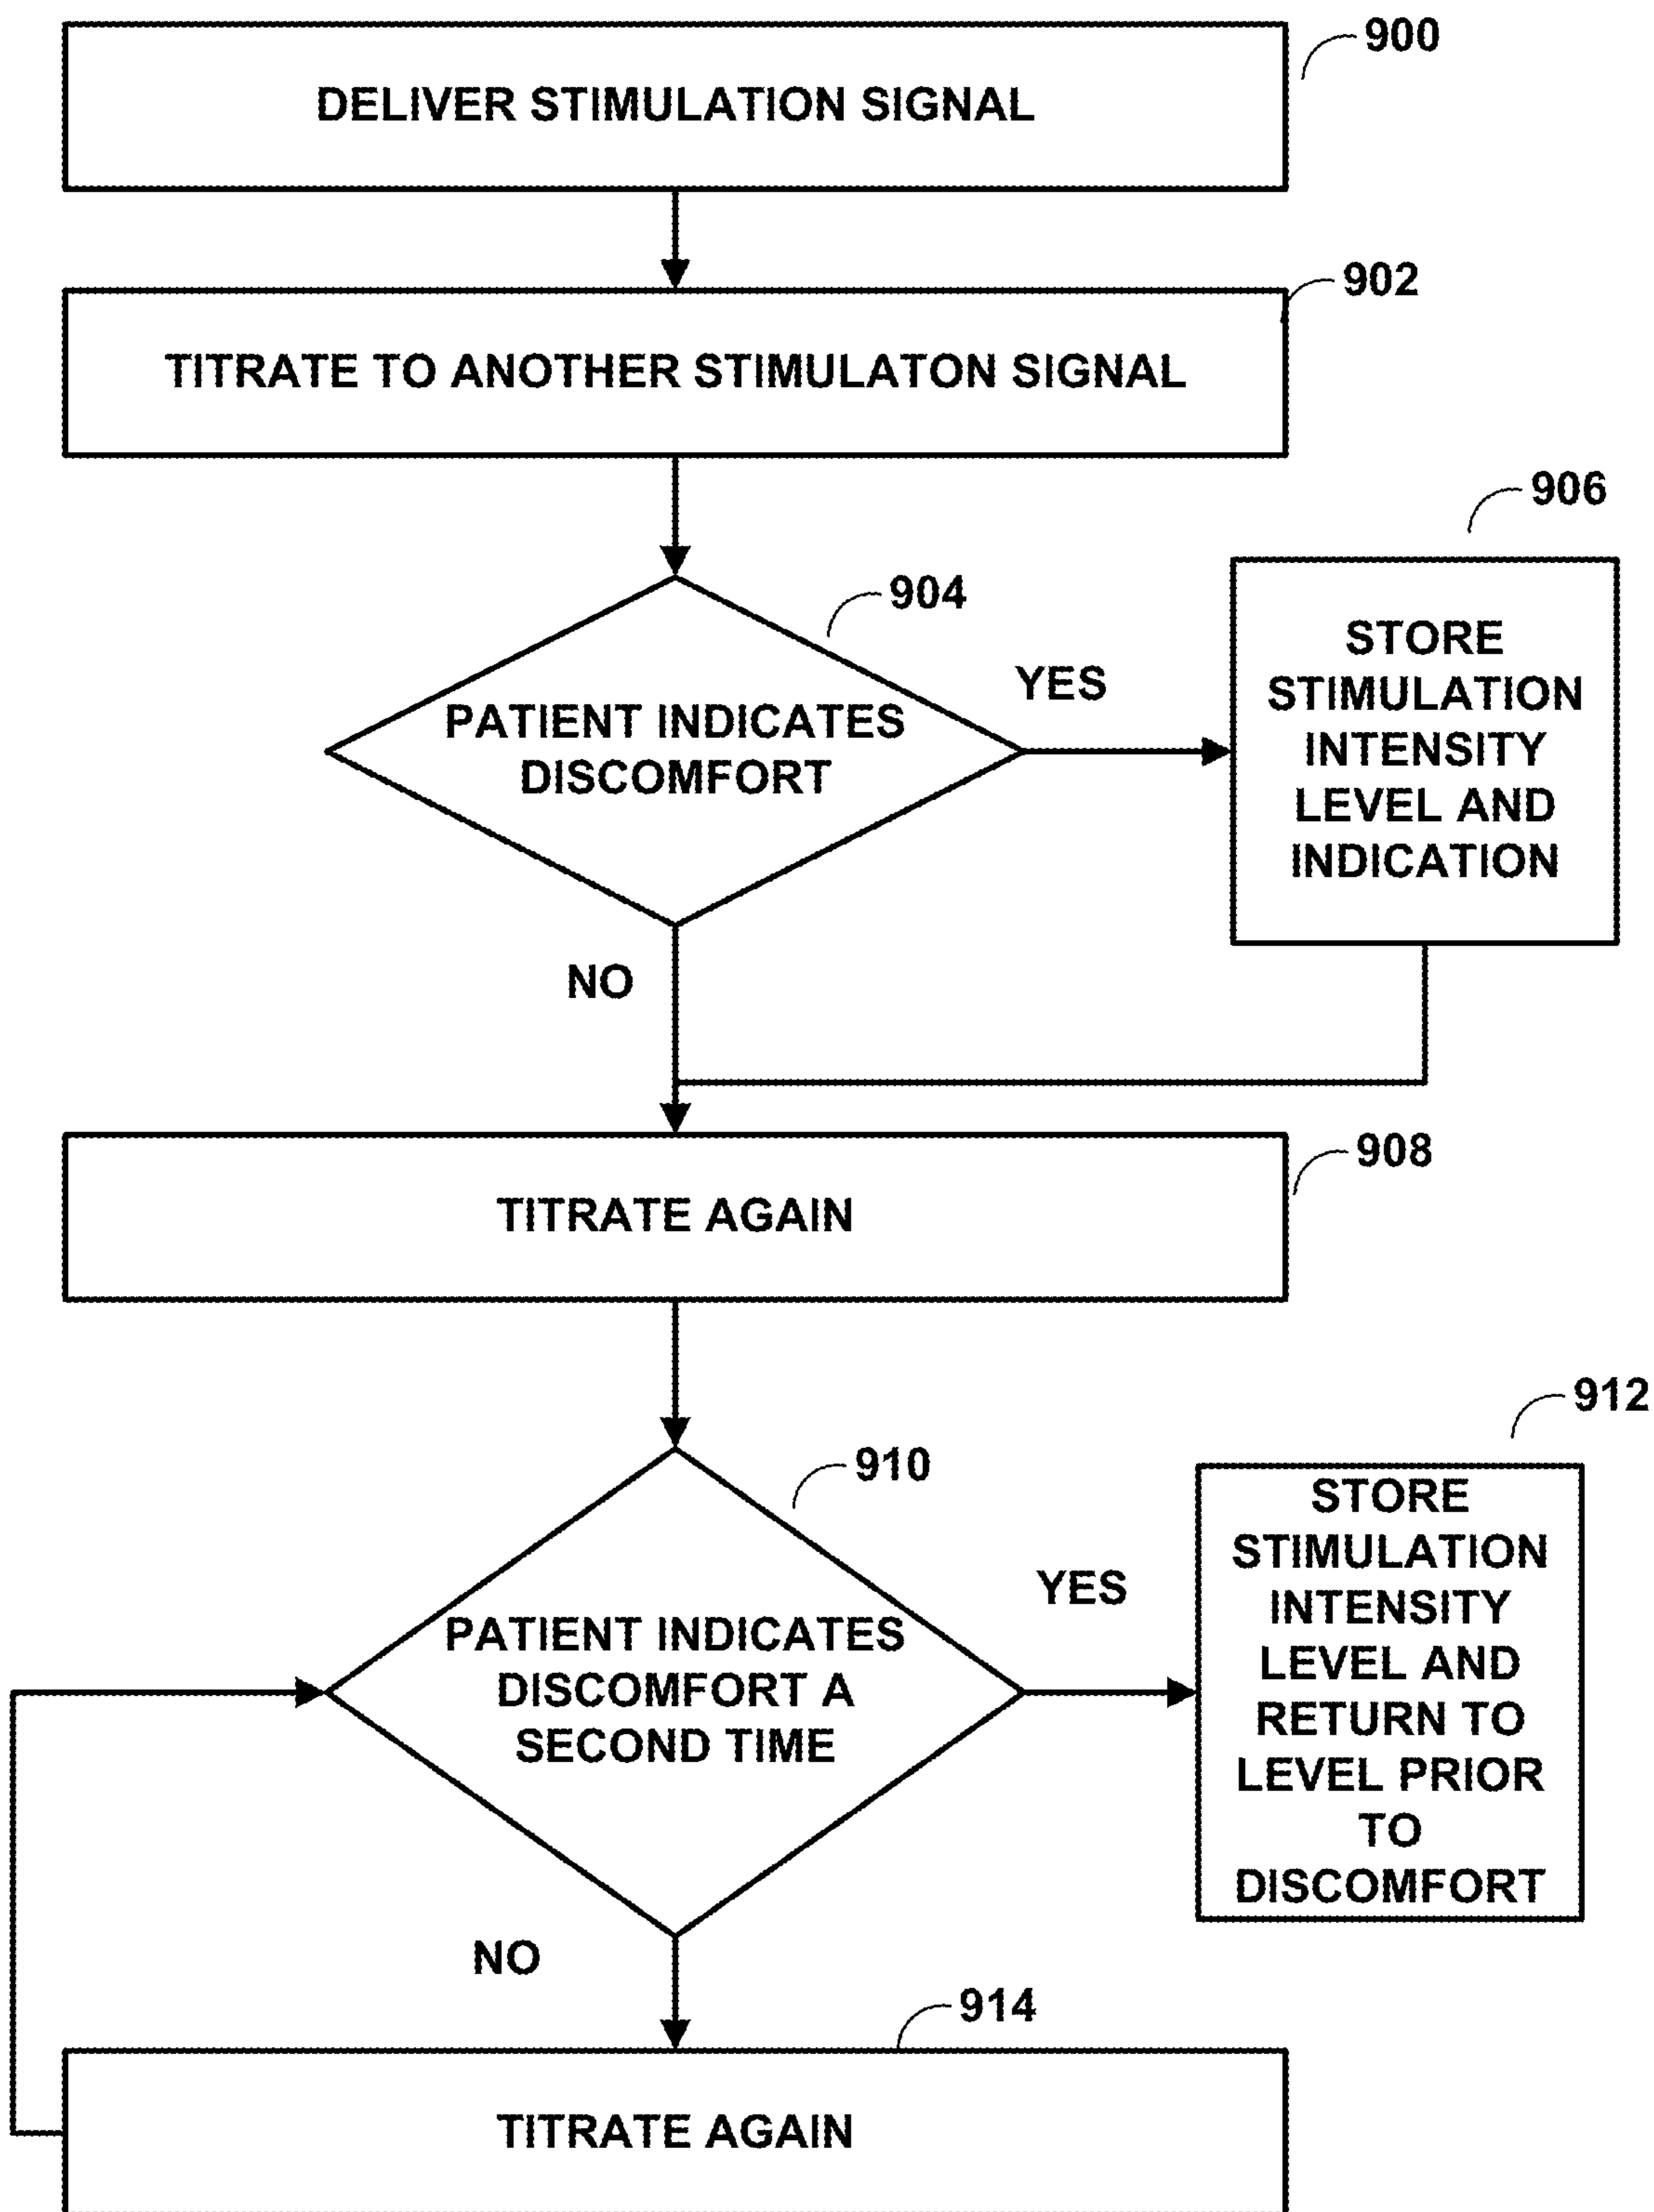 900
DELIVER STIMULATION SIGNAL
902
TITRATE TO ANOTHER STIMULATON SIGNAL
904
PATIENT INDICATES
DISCOMFORT
YES
906
STORE
STIMULATION
INTENSITY
LEVEL AND
INDICATION
NO
908
TITRATE AGAIN
910
PATIENT INDICATES
DISCOMFORT A
SECOND TIME
YES
912
STORE
STIMULATION
INTENSITY
LEVEL AND
RETURN TO
LEVEL PRIOR
TO
DISCOMFORT
NO
914
TITRATE AGAIN